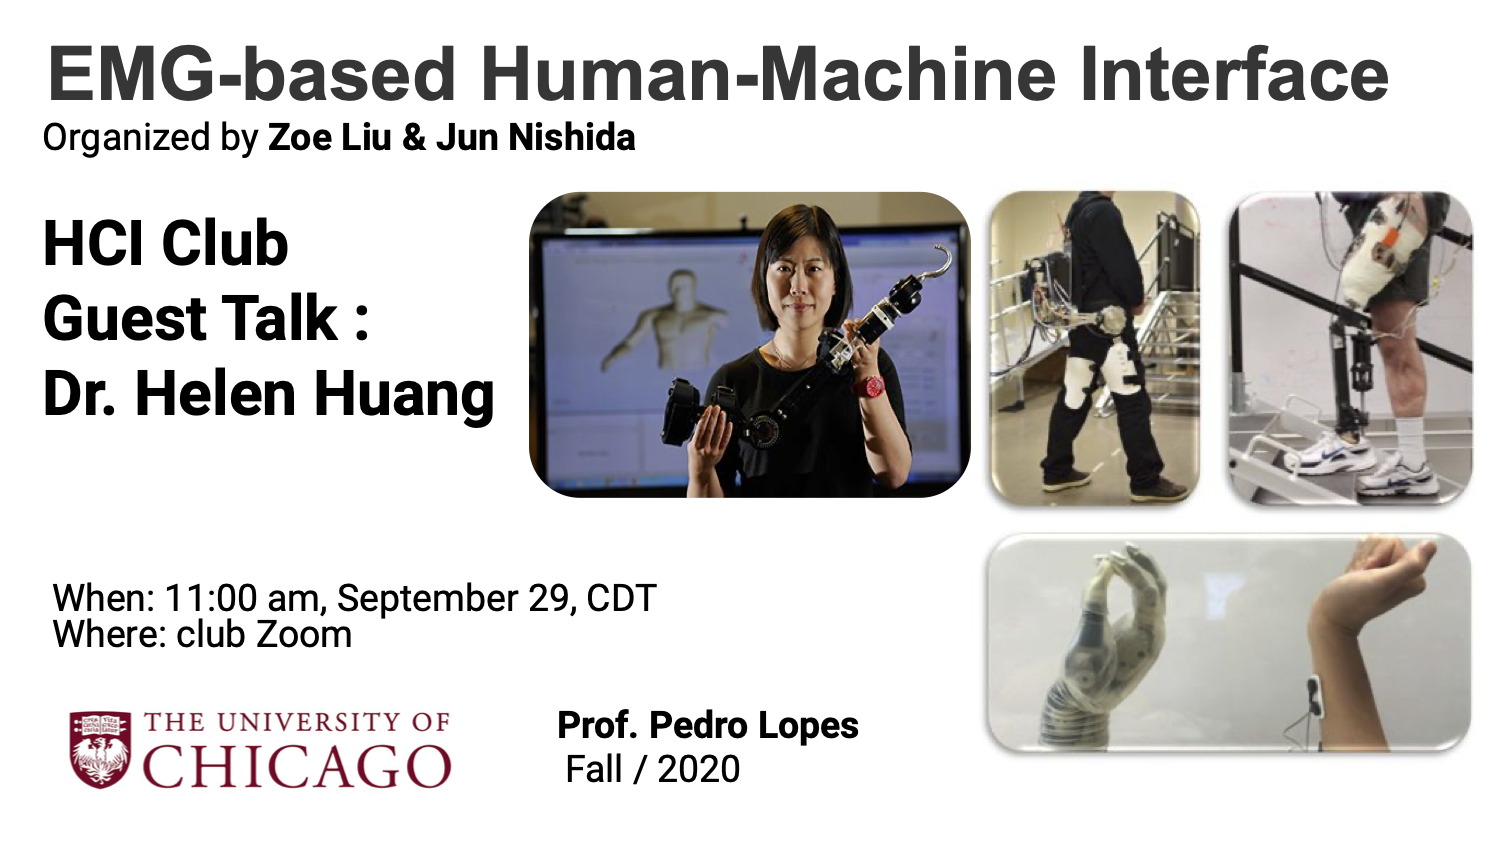 EMG-based Human-Machine Interface
Organized by Zoe Liu & Jun Nishida
HCI Club
Guest Talk :
Dr. Helen Huang
When: 11:00 am, September 29, CDT
Where: club Zoom
THE UNIVERSITY OF
CHICAGO
Prof. Pedro Lopes
Fall / 2020